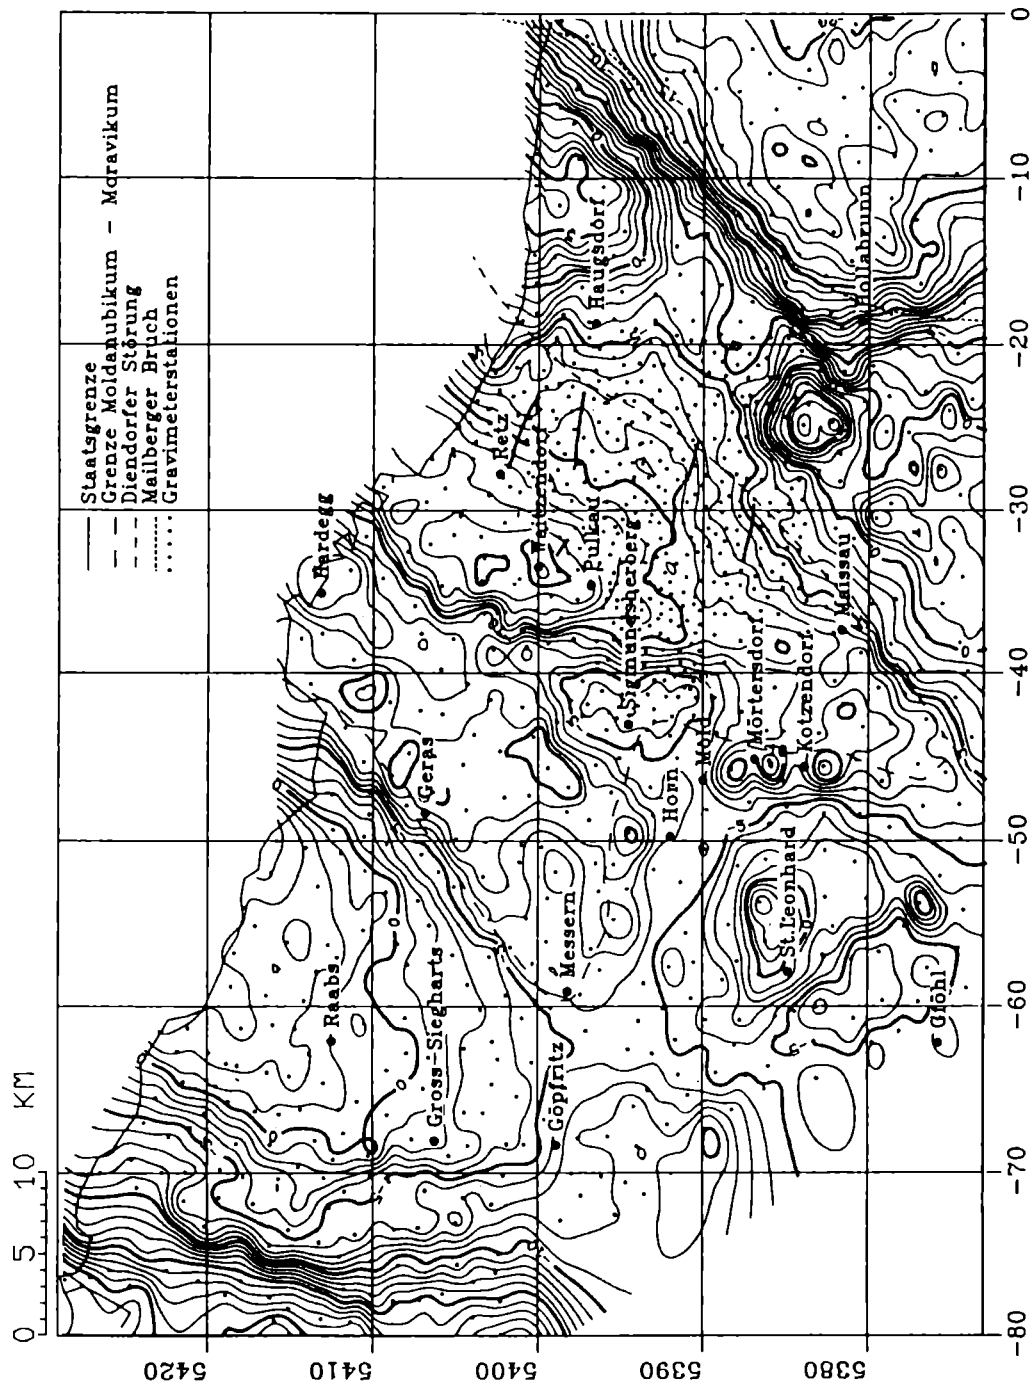 Staatsgrenze
Grenze Moldanubikum - Moravikum
Diendorfer Störung
Mailberger Bruch
Gravimeterstationen
0 5 10 KM
Hardegg
Retz
Waitzendorf
Pulkau
Haugsdorf
Sigmundsherberg
Hollabrunn
Maissau
Geras
Horn
Mold
Mörtersdorf
Kotzendorf
Raabs
Gross-Siegharts
Messern
Göpfritz
St.Leonhard
Gföhl
5420
5410
5400
5390
5380
-80
-70
-60
-50
-40
-30
-20
-10
0